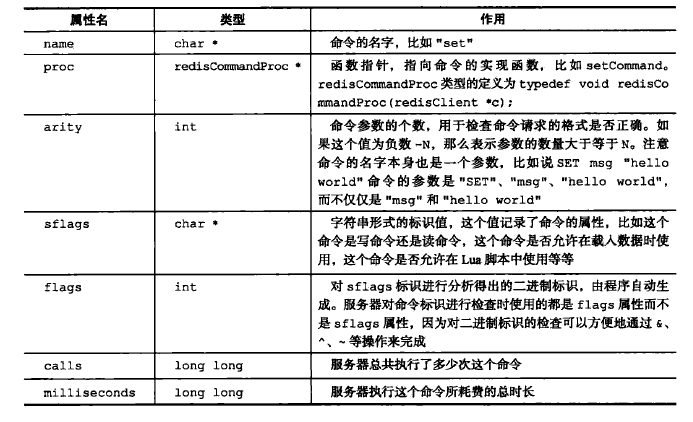 属性名 类型 作用
name char * 命令的名字，比如 "set"
proc redisCommandProc * 函数指针，指向命令的实现函数，比如 setCommand。
redisCommandProc 类型的定义为 typedef void redisCo
mmandProc(redisClient *c);
arity int 命令参数的个数，用于检查命令请求的格式是否正确。如
果这个值为负数 -N，那么表示参数的数量大于等于 N。注意
命令的名字本身也是一个参数，比如说 SET msg "hello
world" 命令的参数是 "SET"、"msg"、"hello world"，
而不仅仅是 "msg" 和 "hello world"
sflags char * 字符串形式的标识值，这个值记录了命令的属性，比如这个
命令是写命令还是读命令，这个命令是否允许在载入数据时使
用，这个命令是否允许在 Lua 脚本中使用等等
flags int 对 sflags 标识进行分析得出的二进制标识，由程序自动生
成。服务器对命令标识进行检查时使用的都是 flags 属性而不
是 sflags 属性，因为对二进制标识的检查可以方便地通过 &、
^、~ 等操作来完成
calls long long 服务器总共执行了多少次这个命令
milliseconds long long 服务器执行这个命令所耗费的总时长